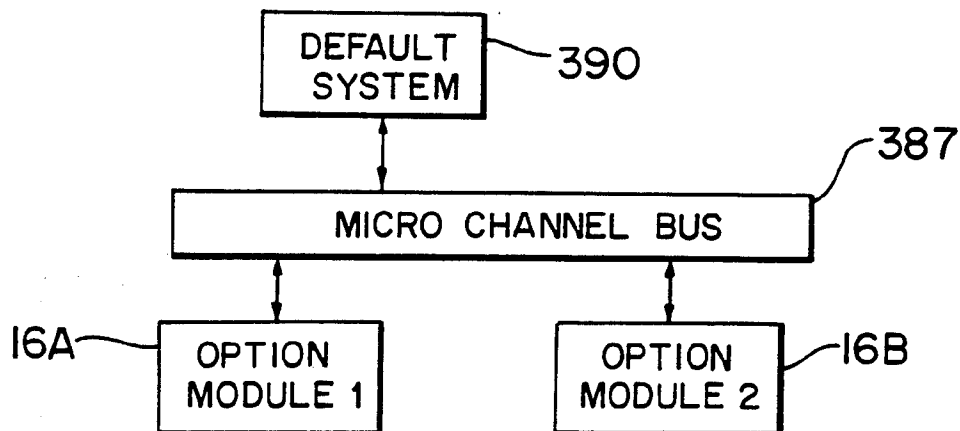 DEFAULT
SYSTEM
390
387
MICRO CHANNEL BUS
16A
OPTION
MODULE 1
OPTION
MODULE 2
16B